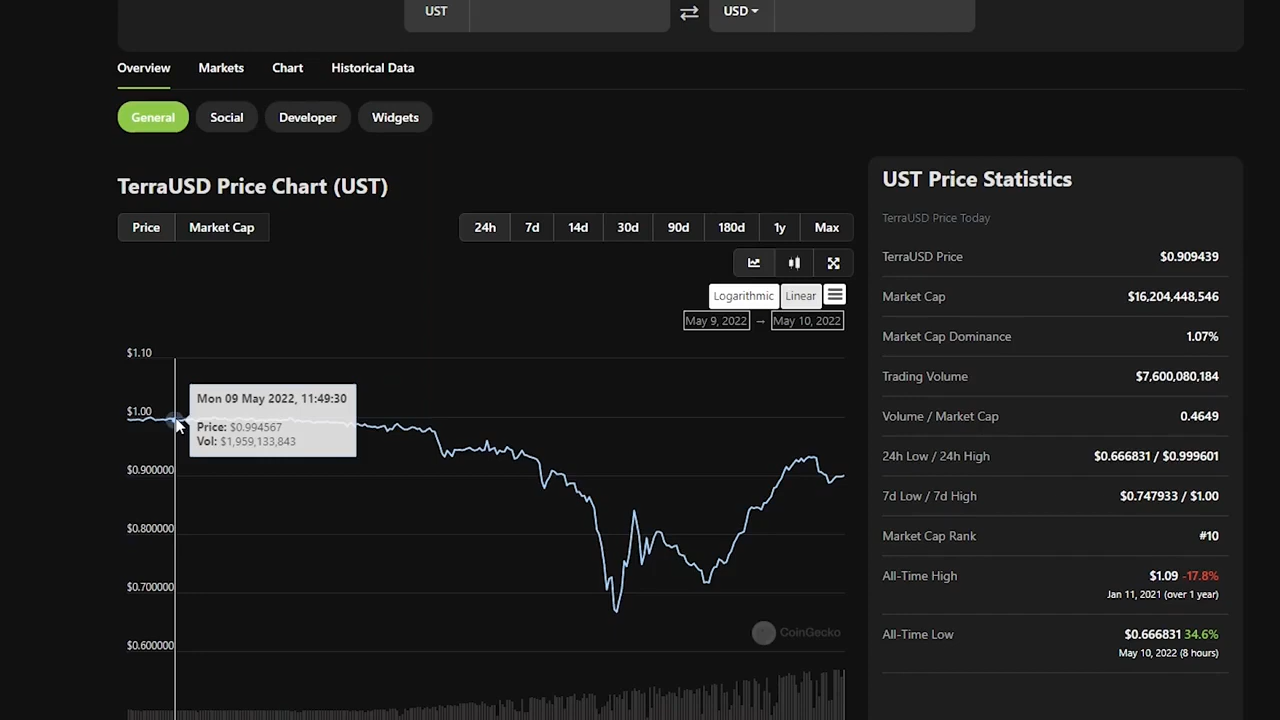 UST USD
Overview Markets Chart Historical Data
General Social Developer Widgets
TerraUSD Price Chart (UST)
Price Market Cap 24h 7d 14d 30d 90d 180d 1y Max
Logarithmic Linear
May 9, 2022 → May 10, 2022
$1.10
$1.00
$0.900000
$0.800000
$0.700000
$0.600000
Mon 09 May 2022, 11:49:30
Price: $0.994567
Vol: $1,959,133,843
CoinGecko
UST Price Statistics
TerraUSD Price Today
TerraUSD Price $0.909439
Market Cap $16,204,448,546
Market Cap Dominance 1.07%
Trading Volume $7,600,080,184
Volume / Market Cap 0.4649
24h Low / 24h High $0.666831 / $0.999601
7d Low / 7d High $0.747933 / $1.00
Market Cap Rank #10
All-Time High $1.09 -17.8%
Jan 11, 2021 (over 1 year)
All-Time Low $0.666831 34.6%
May 10, 2022 (8 hours)